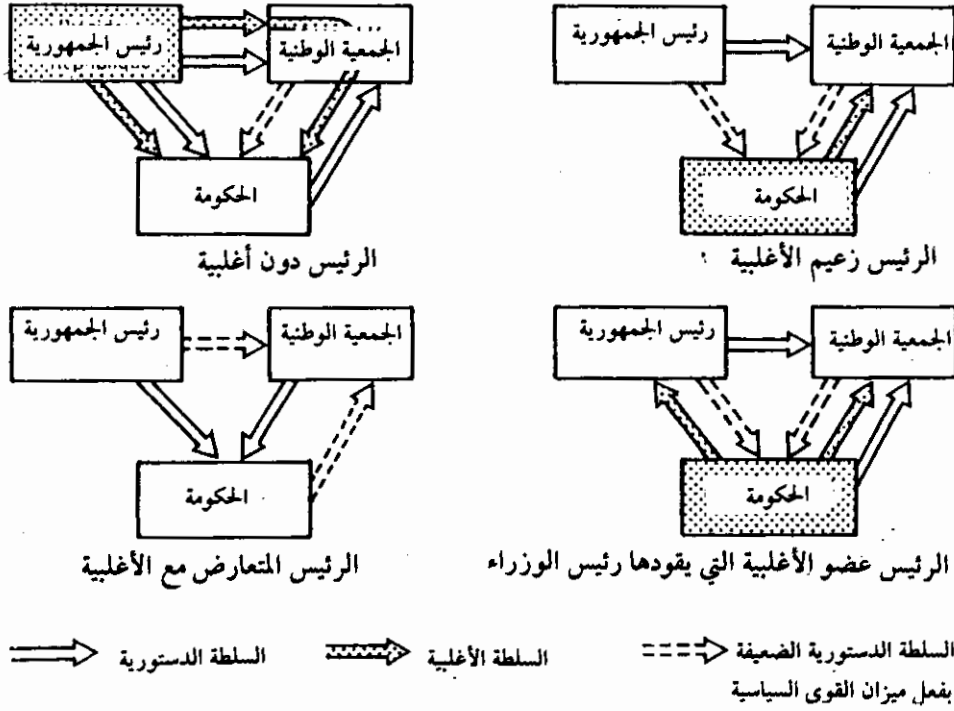 رئيس الجمهورية
الجمعية الوطنية
الحكومة
الرئيس زعيم الأغلبية
رئيس الجمهورية
الجمعية الوطنية
الحكومة
الرئيس دون أغلبية
رئيس الجمهورية
الجمعية الوطنية
الحكومة
الرئيس عضو الأغلبية التي يقودها رئيس الوزراء
رئيس الجمهورية
الجمعية الوطنية
الحكومة
الرئيس المتعارض مع الأغلبية
السلطة الدستورية الضعيفة
بفعل ميزان القوى السياسية
السلطة الأغلبية
السلطة الدستورية